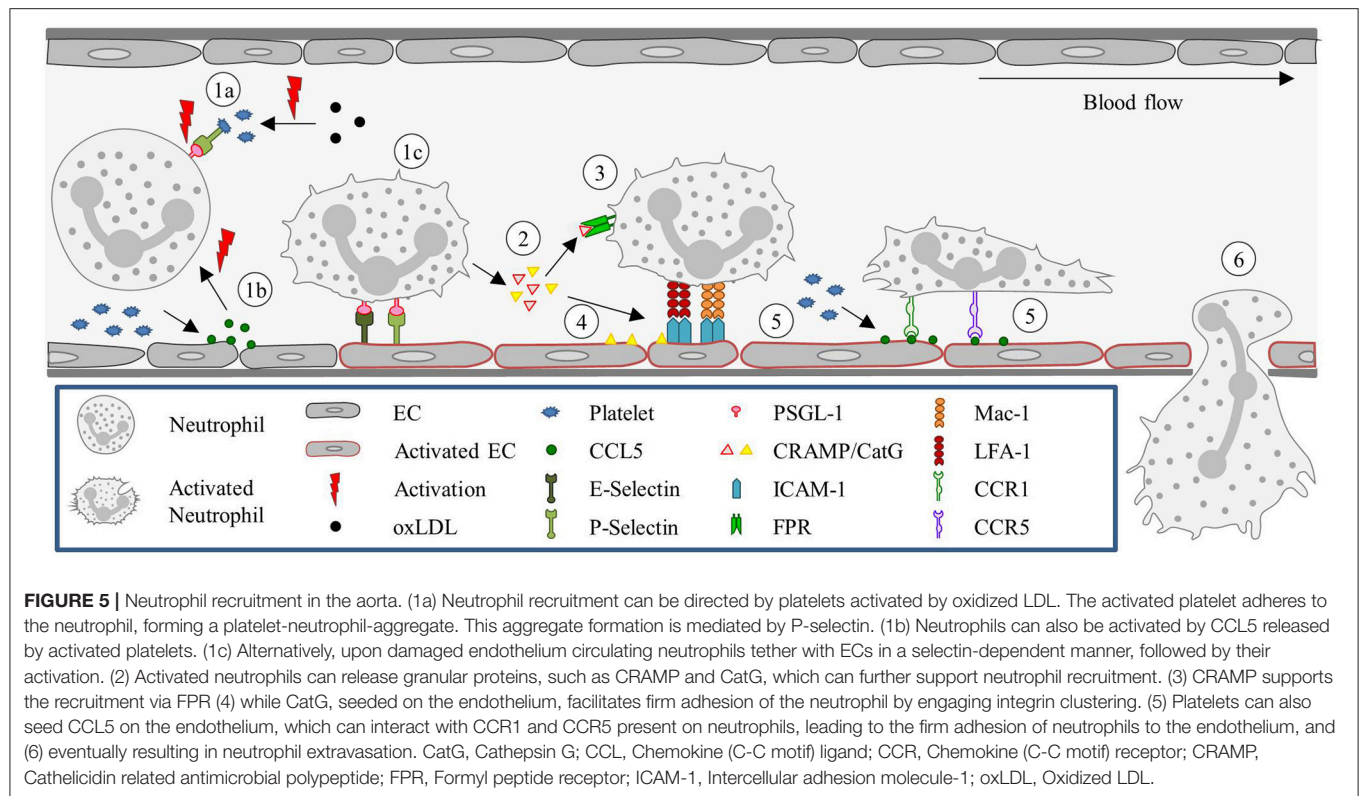 1a
Blood flow
1c
3
2
6
1b
4
5
5
Neutrophil
EC
Platelet
PSGL-1
Mac-1
Activated EC
CCL5
CRAMP/CatG
LFA-1
Activated
Neutrophil
Activation
E-Selectin
ICAM-1
CCR1
oxLDL
P-Selectin
FPR
CCR5
FIGURE 5 | Neutrophil recruitment in the aorta. (1a) Neutrophil recruitment can be directed by platelets activated by oxidized LDL. The activated platelet adheres to
the neutrophil, forming a platelet-neutrophil-aggregate. This aggregate formation is mediated by P-selectin. (1b) Neutrophils can also be activated by CCL5 released
by activated platelets. (1c) Alternatively, upon damaged endothelium circulating neutrophils tether with ECs in a selectin-dependent manner, followed by their
activation. (2) Activated neutrophils can release granular proteins, such as CRAMP and CatG, which can further support neutrophil recruitment. (3) CRAMP supports
the recruitment via FPR (4) while CatG, seeded on the endothelium, facilitates firm adhesion of the neutrophil by engaging integrin clustering. (5) Platelets can also
seed CCL5 on the endothelium, which can interact with CCR1 and CCR5 present on neutrophils, leading to the firm adhesion of neutrophils to the endothelium, and
(6) eventually resulting in neutrophil extravasation. CatG, Cathepsin G; CCL, Chemokine (C-C motif) ligand; CCR, Chemokine (C-C motif) receptor; CRAMP,
Cathelicidin related antimicrobial polypeptide; FPR, Formyl peptide receptor; ICAM-1, Intercellular adhesion molecule-1; oxLDL, Oxidized LDL.